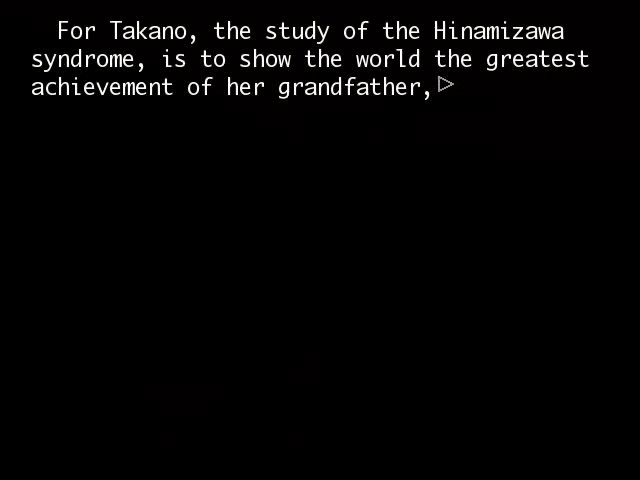 For Takano, the study of the Hinamizawa
syndrome, is to show the world the greatest
achievement of her grandfather,